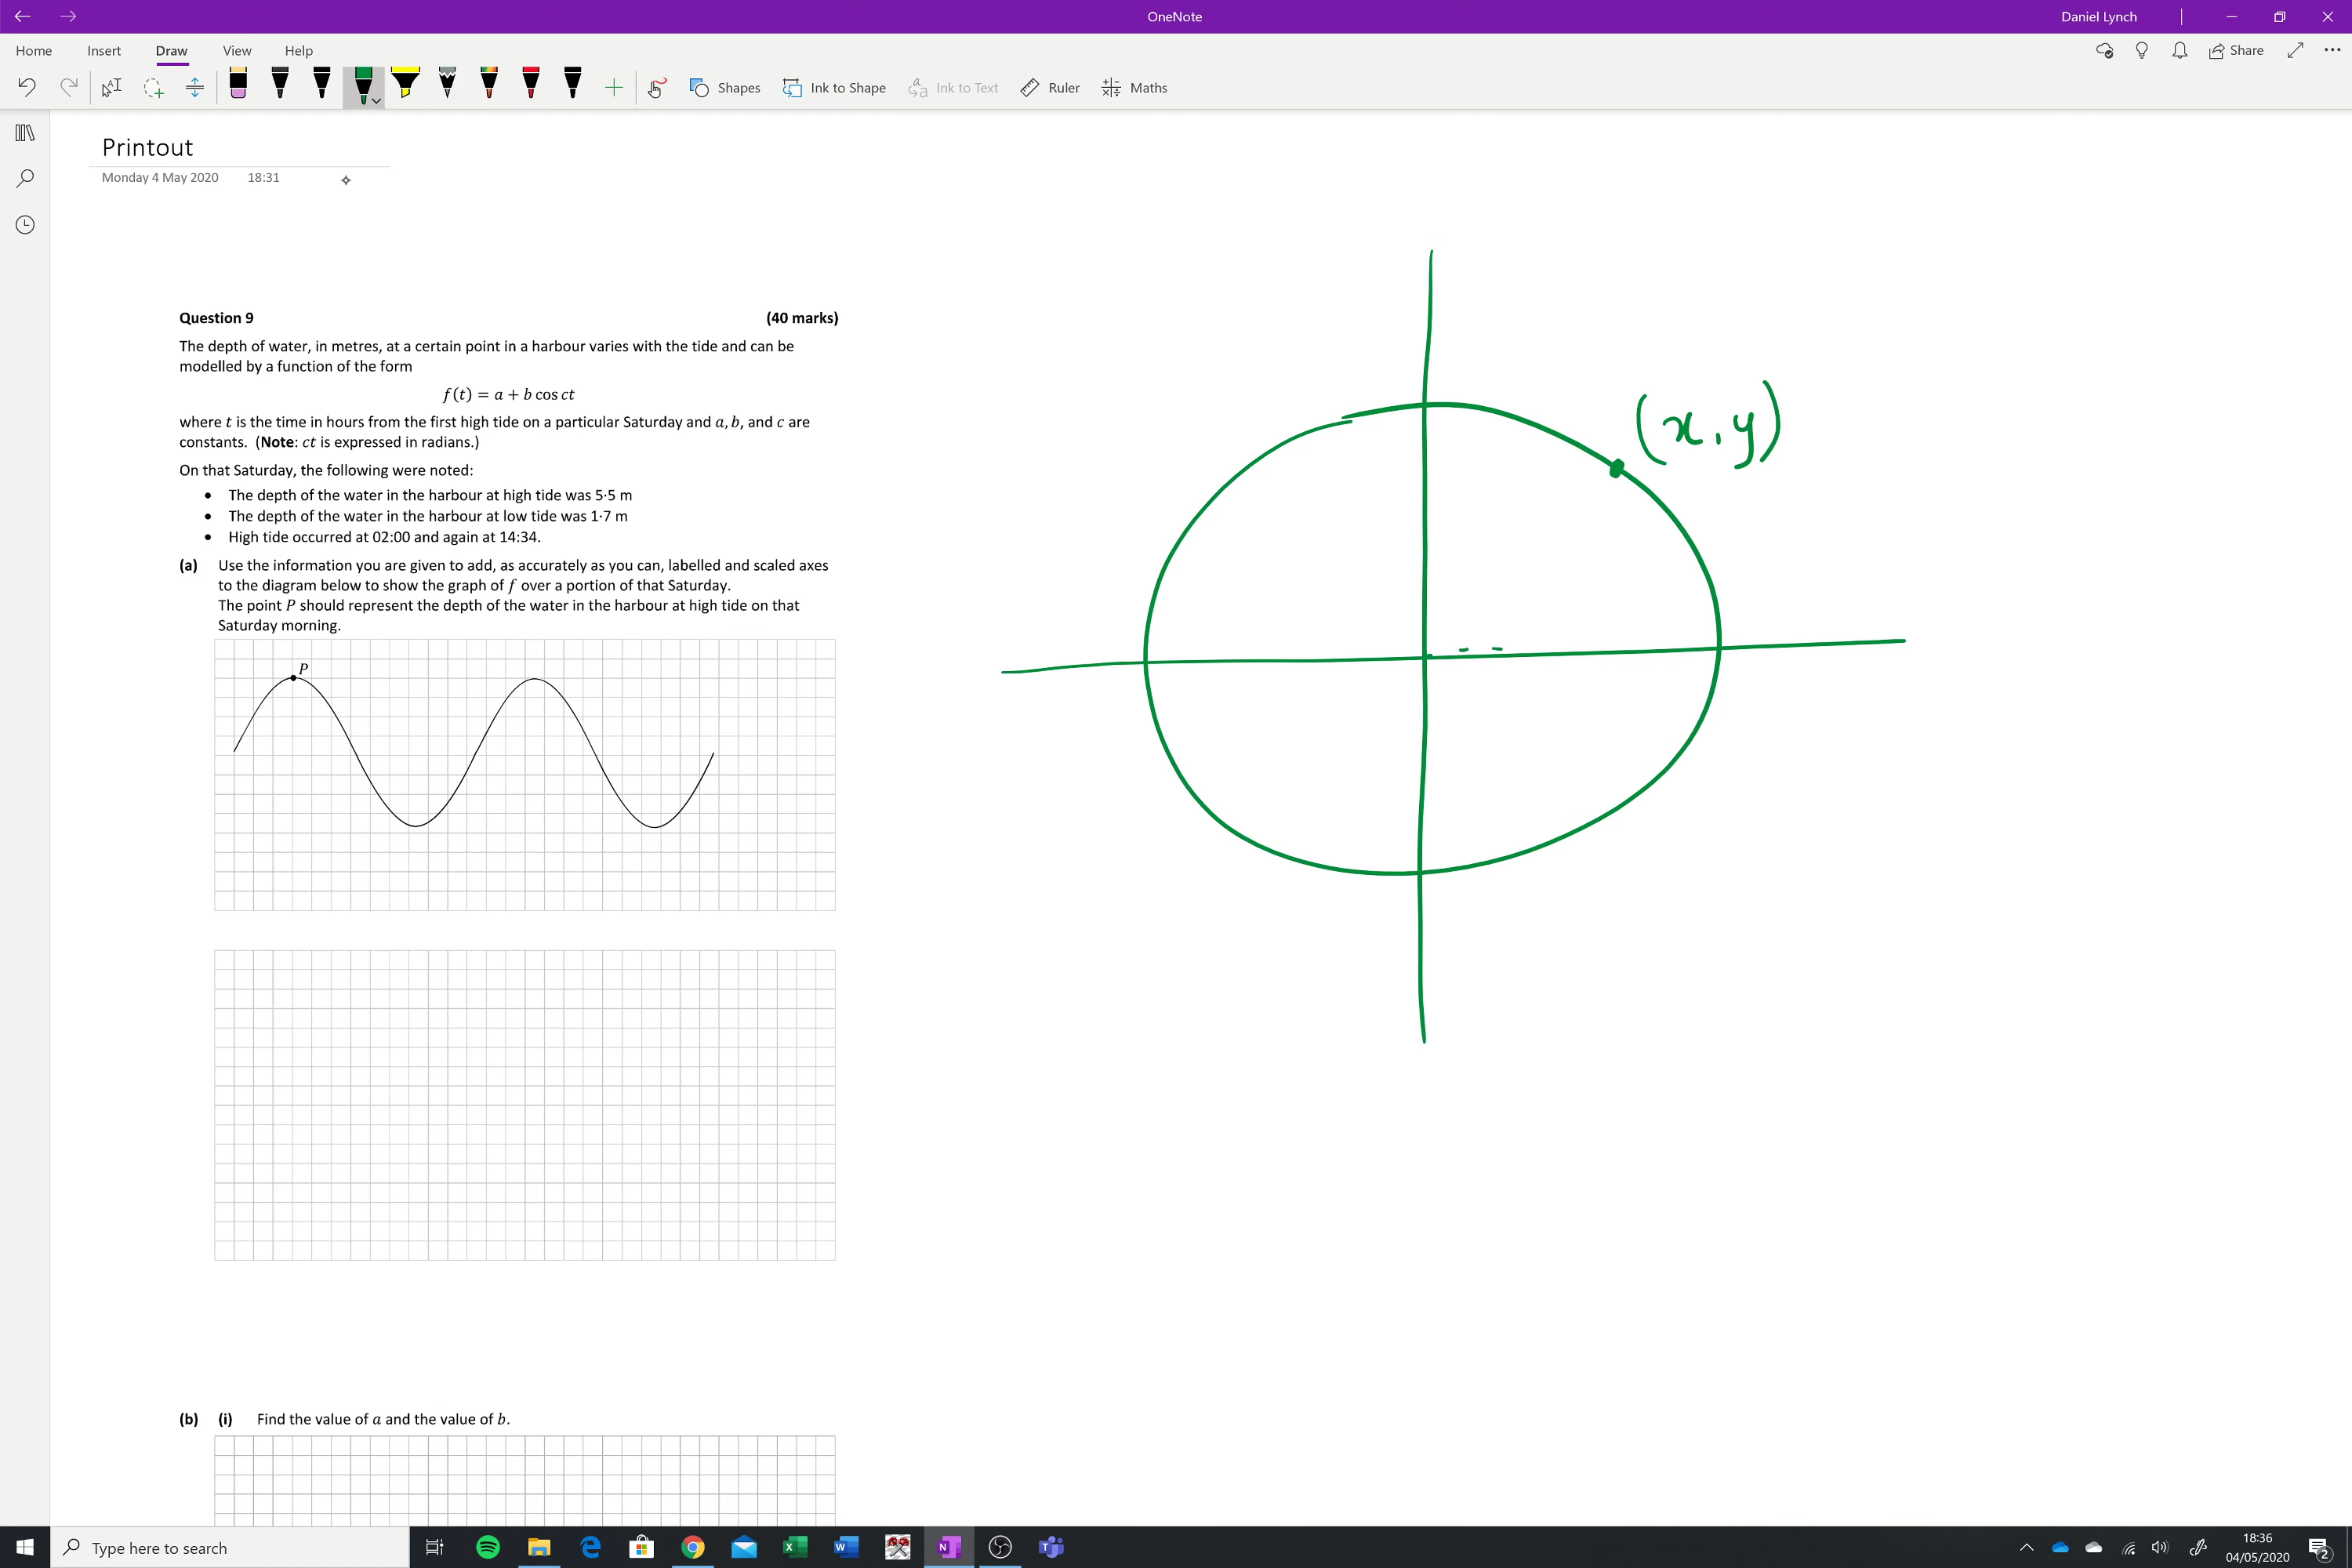 OneNote
Daniel Lynch
Home Insert Draw View Help
Share
Shapes Ink to Shape Ink to Text Ruler Maths
Printout
Monday 4 May 2020 18:31
Question 9 (40 marks)
The depth of water, in metres, at a certain point in a harbour varies with the tide and can be
modelled by a function of the form
f(t) = a + b cos ct
where t is the time in hours from the first high tide on a particular Saturday and a, b, and c are
constants. (Note: ct is expressed in radians.)
On that Saturday, the following were noted:
• The depth of the water in the harbour at high tide was 5·5 m
• The depth of the water in the harbour at low tide was 1·7 m
• High tide occurred at 02:00 and again at 14:34.
(a) Use the information you are given to add, as accurately as you can, labelled and scaled axes
to the diagram below to show the graph of f over a portion of that Saturday.
The point P should represent the depth of the water in the harbour at high tide on that
Saturday morning.
P
(x, y)
(b) (i) Find the value of a and the value of b.
Type here to search
18:36
04/05/2020
2